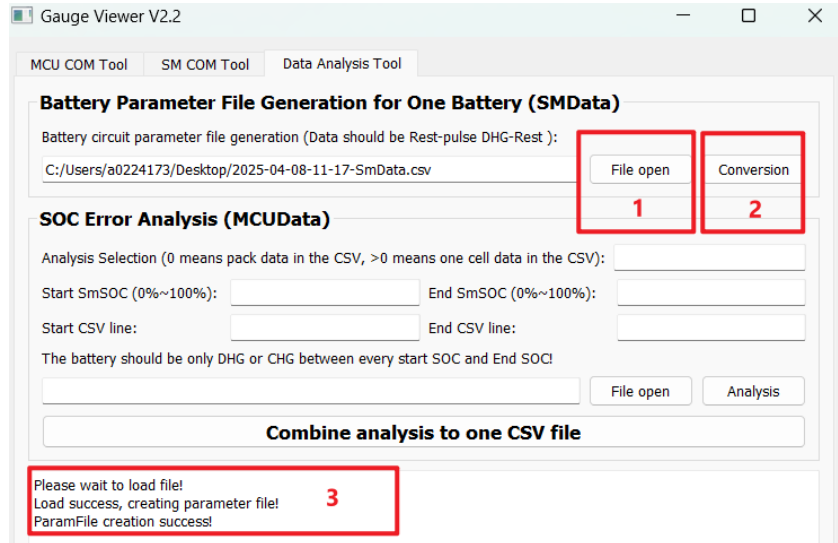 Gauge Viewer V2.2
MCU COM Tool SM COM Tool Data Analysis Tool
Battery Parameter File Generation for One Battery (SMData)
Battery circuit parameter file generation (Data should be Rest-pulse DHG-Rest ):
C:/Users/a0224173/Desktop/2025-04-08-11-17-SmData.csv File open Conversion
1 2
SOC Error Analysis (MCUData)
Analysis Selection (0 means pack data in the CSV, >0 means one cell data in the CSV):
Start SmSOC (0%~100%): End SmSOC (0%~100%):
Start CSV line: End CSV line:
The battery should be only DHG or CHG between every start SOC and End SOC!
File open Analysis
Combine analysis to one CSV file
Please wait to load file!
Load success, creating parameter file! 3
ParamFile creation success!